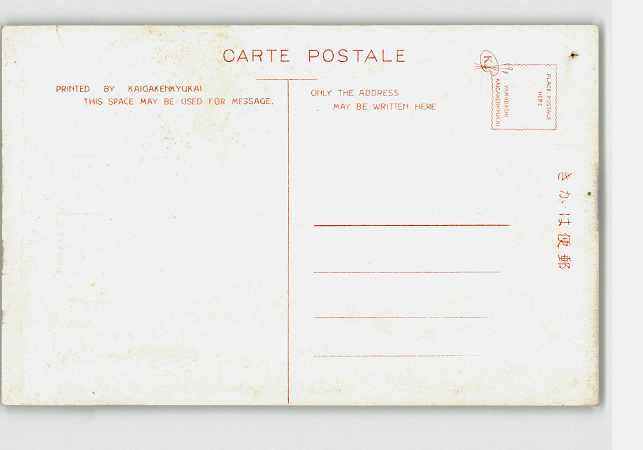 CARTE POSTALE
PRINTED BY KAIGAKENKYUKAI
THIS SPACE MAY BE USED FOR MESSAGE.
ONLY THE ADDRESS
MAY BE WRITTEN HERE
K
PLACE POSTAGE
HERE
YAMADASHI
KAIGAKENKYUKAI
きかは便郵